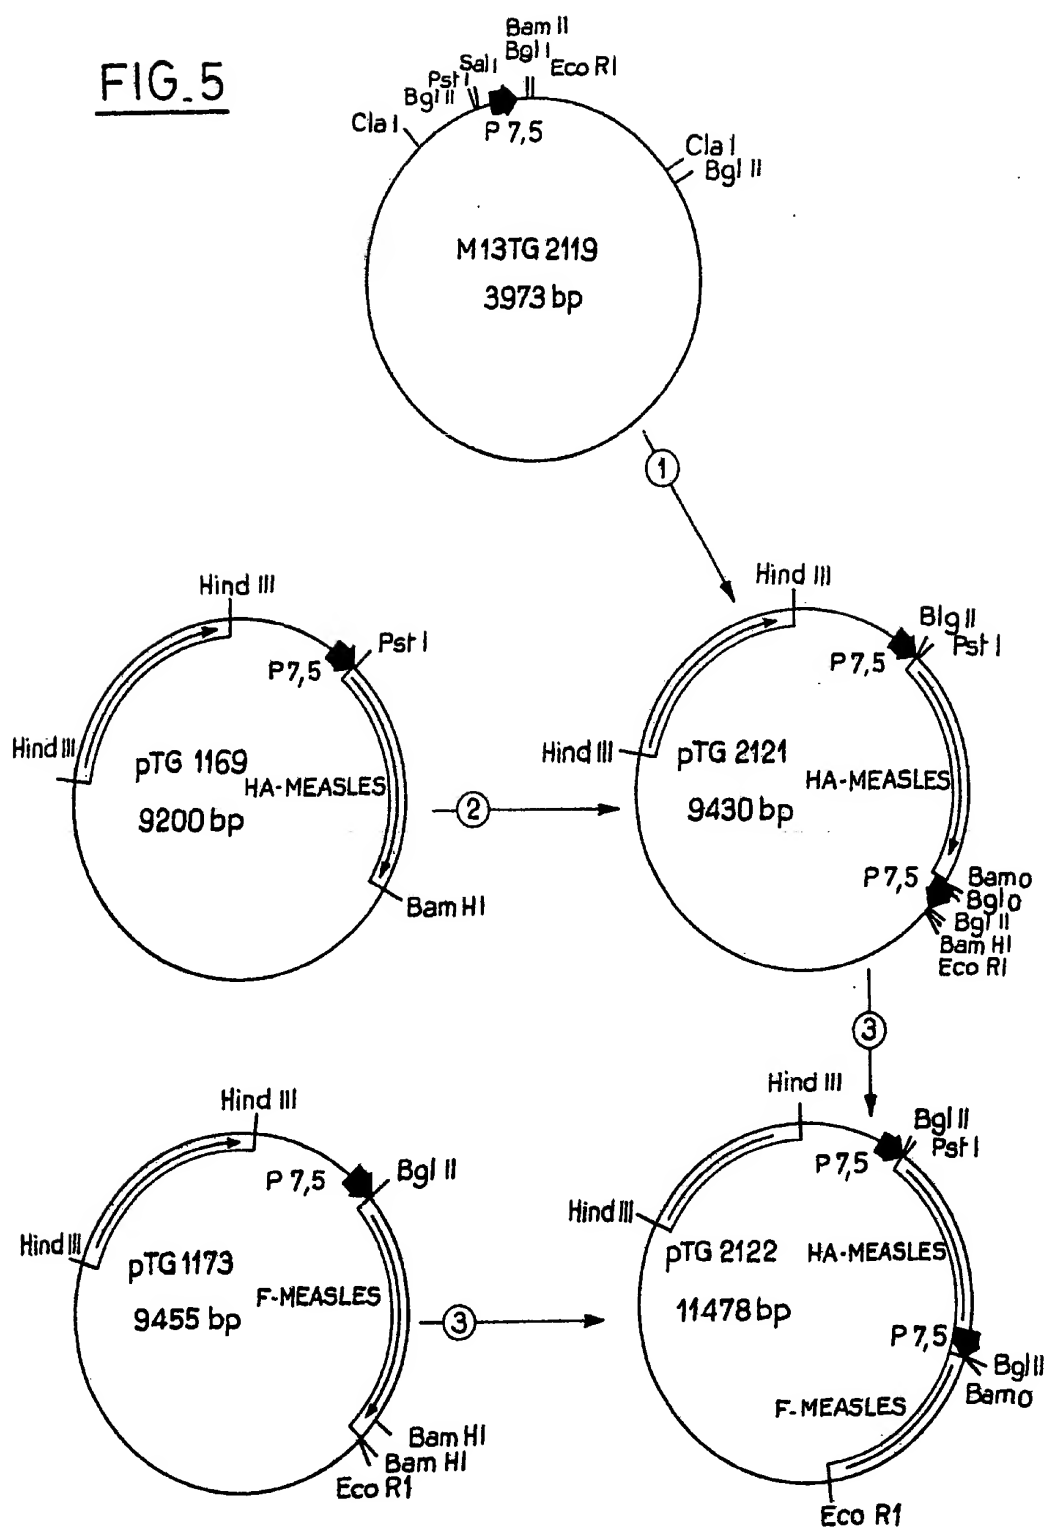 FIG_5
Bam II
Bgl I
Eco RI
Sal I
Pst I
Bgl II
Cla I
P 7,5
Cla I
Bgl II
M13TG 2119
3973 bp
1
Hind III
Pst I
P 7,5
Hind III
pTG 1169
HA-MEASLES
9200 bp
Bam HI
2
Hind III
Blg II
Pst I
P 7,5
Hind III
pTG 2121
HA-MEASLES
9430 bp
P 7,5
Bamo
Bglo
Bgl II
Bam HI
Eco RI
3
Hind III
P 7,5
Bgl II
Hind III
pTG 1173
F-MEASLES
9455 bp
Bam HI
Bam HI
Eco R1
3
Hind III
Bgl II
Pst I
P 7,5
Hind III
pTG 2122
HA-MEASLES
11478 bp
P 7,5
Bgl II
Bamo
F-MEASLES
Eco R1